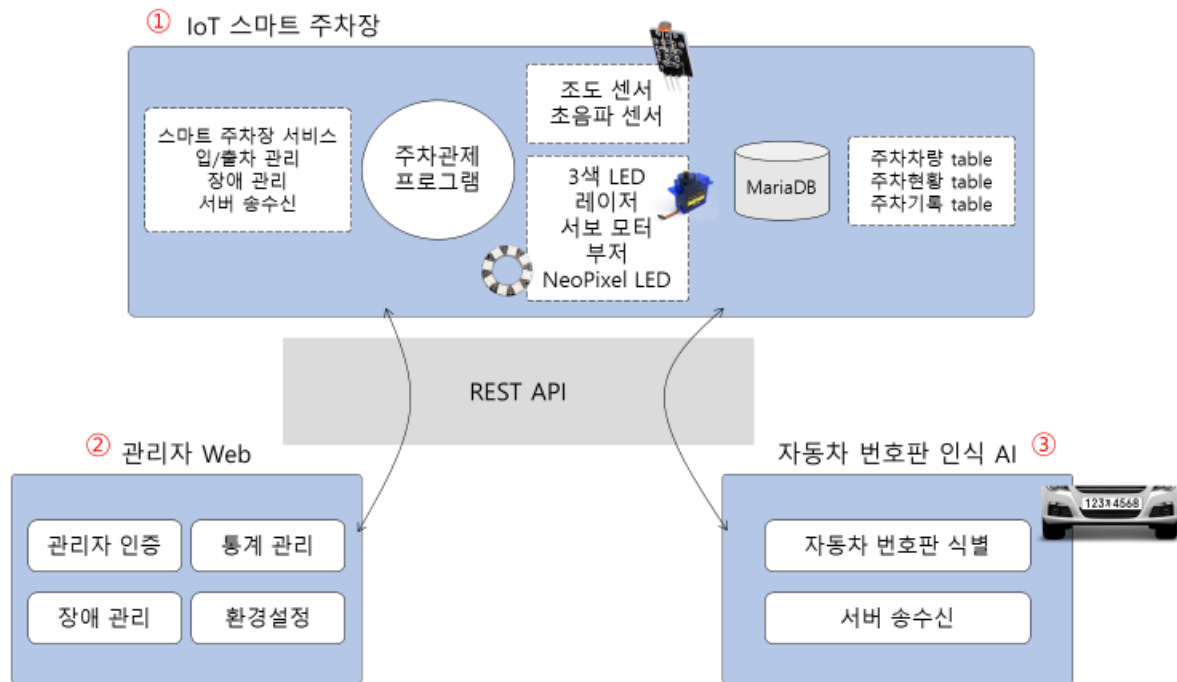 ① IoT 스마트 주차장
스마트 주차장 서비스
입/출차 관리
장애 관리
서버 송수신
주차관제
프로그램
조도 센서
초음파 센서
3색 LED
레이저
서보 모터
부저
NeoPixel LED
MariaDB
주차차량 table
주차현황 table
주차기록 table
REST API
② 관리자 Web
관리자 인증
통계 관리
장애 관리
환경설정
자동차 번호판 인식 AI ③
자동차 번호판 식별
서버 송수신
123가 4568